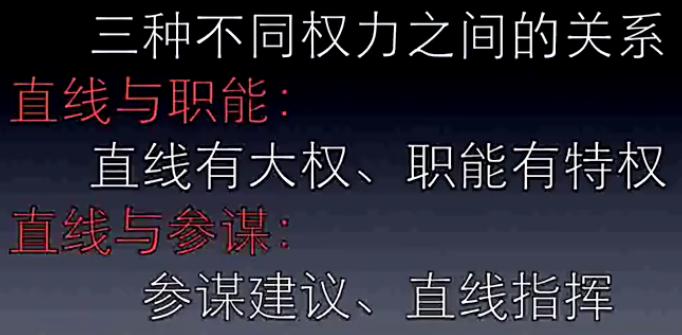 三种不同权力之间的关系
直线与职能：
直线有大权、职能有特权
直线与参谋：
参谋建议、直线指挥